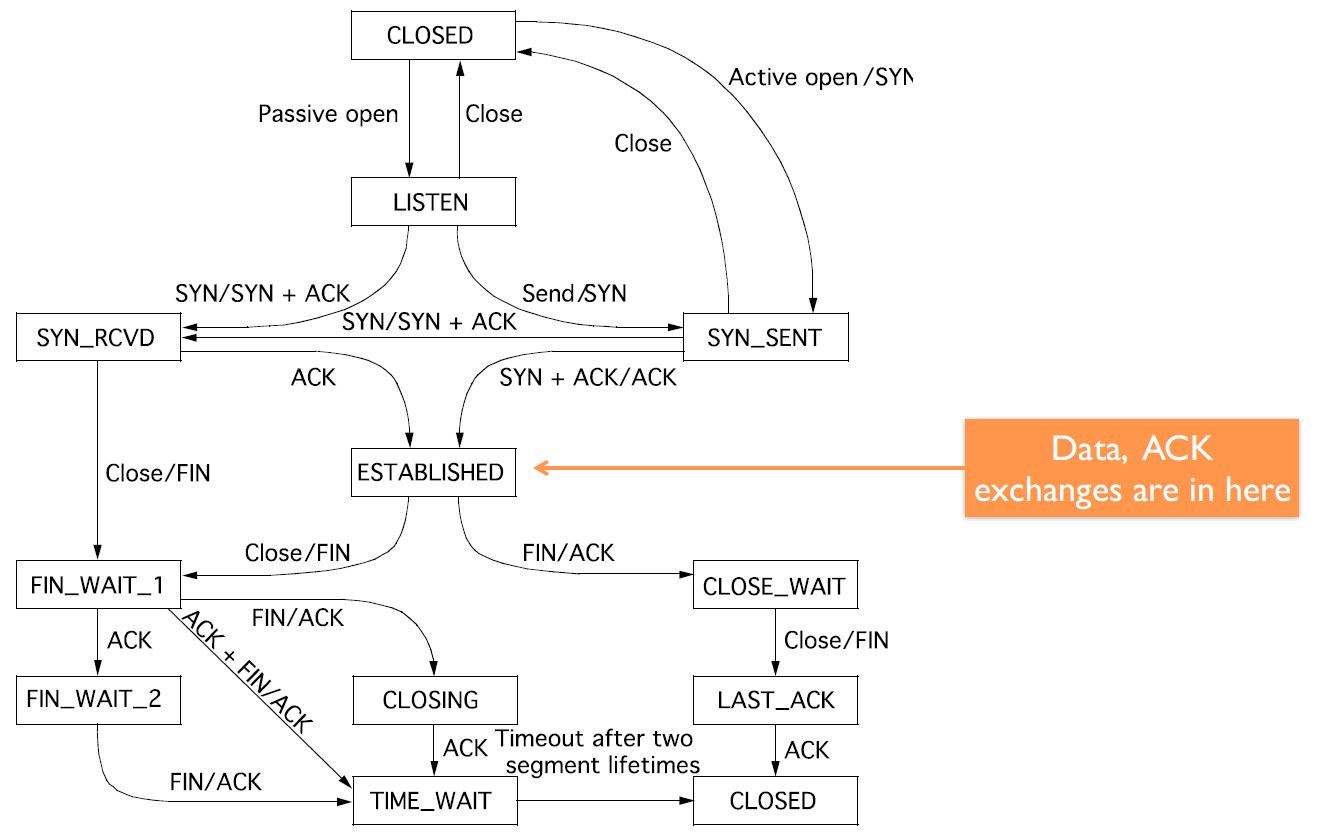 CLOSED
Active open /SYN
Passive open
Close
Close
LISTEN
SYN/SYN + ACK
Send/SYN
SYN/SYN + ACK
SYN_RCVD
SYN_SENT
ACK
SYN + ACK/ACK
Data, ACK
exchanges are in here
Close/FIN
ESTABLISHED
Close/FIN
FIN/ACK
FIN_WAIT_1
CLOSE_WAIT
FIN/ACK
ACK
ACK + FIN/ACK
Close/FIN
FIN_WAIT_2
CLOSING
LAST_ACK
ACK
Timeout after two
segment lifetimes
ACK
FIN/ACK
TIME_WAIT
CLOSED